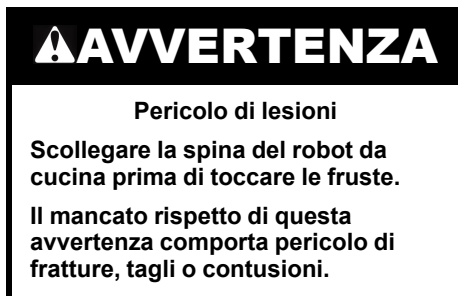 AVVERTENZA
Pericolo di lesioni
Scollegare la spina del robot da
cucina prima di toccare le fruste.
Il mancato rispetto di questa
avvertenza comporta pericolo di
fratture, tagli o contusioni.